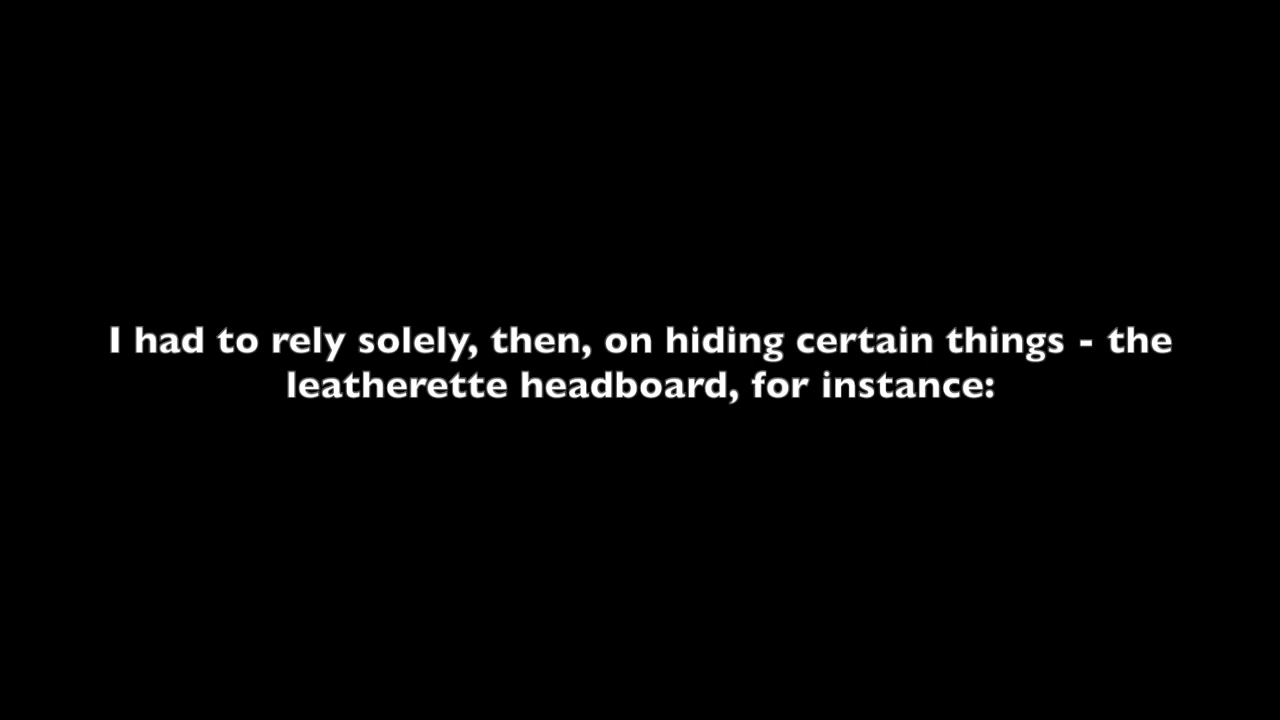 I had to rely solely, then, on hiding certain things - the
leatherette headboard, for instance: